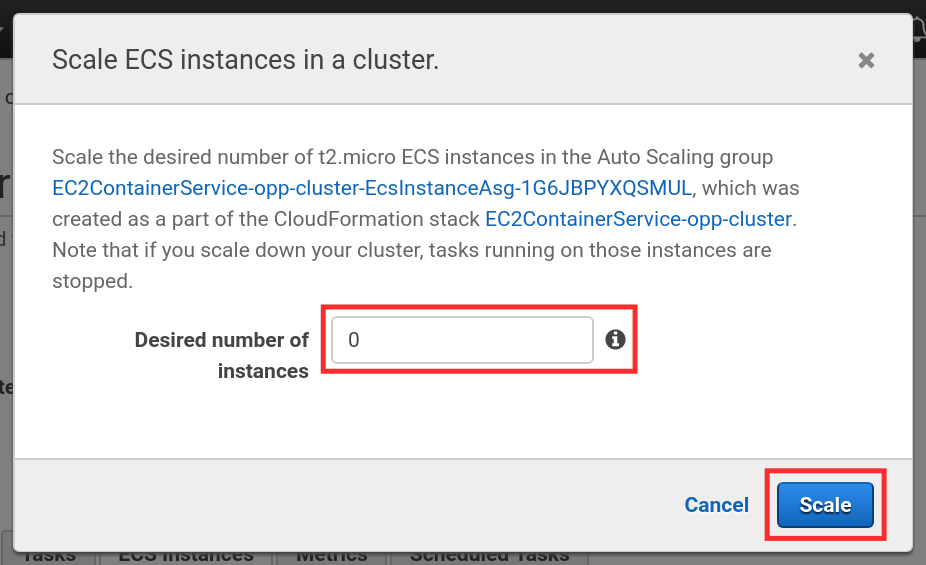 Scale ECS instances in a cluster.
Scale the desired number of t2.micro ECS instances in the Auto Scaling group
EC2ContainerService-opp-cluster-EcsInstanceAsg-1G6JBPYXQSMUL, which was
created as a part of the CloudFormation stack EC2ContainerService-opp-cluster.
Note that if you scale down your cluster, tasks running on those instances are
stopped.
Desired number of
instances
0
Cancel
Scale
Tasks
ECS Instances
Metrics
Scheduled Tasks